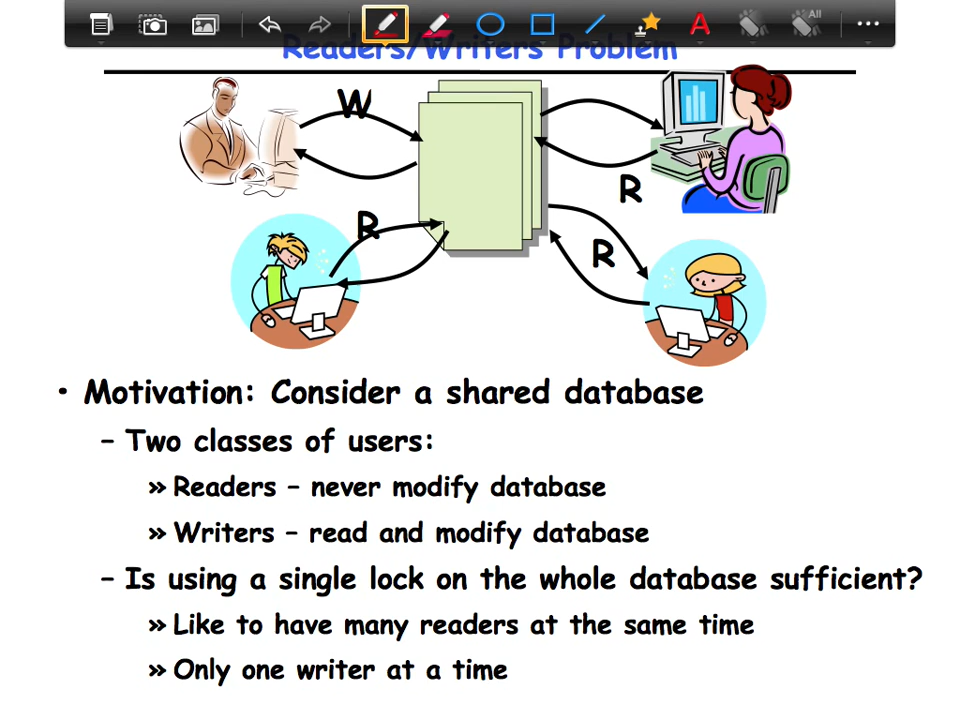 All
A
Readers/Writers Problem
W
R
R
R
• Motivation: Consider a shared database
– Two classes of users:
» Readers – never modify database
» Writers – read and modify database
– Is using a single lock on the whole database sufficient?
» Like to have many readers at the same time
» Only one writer at a time